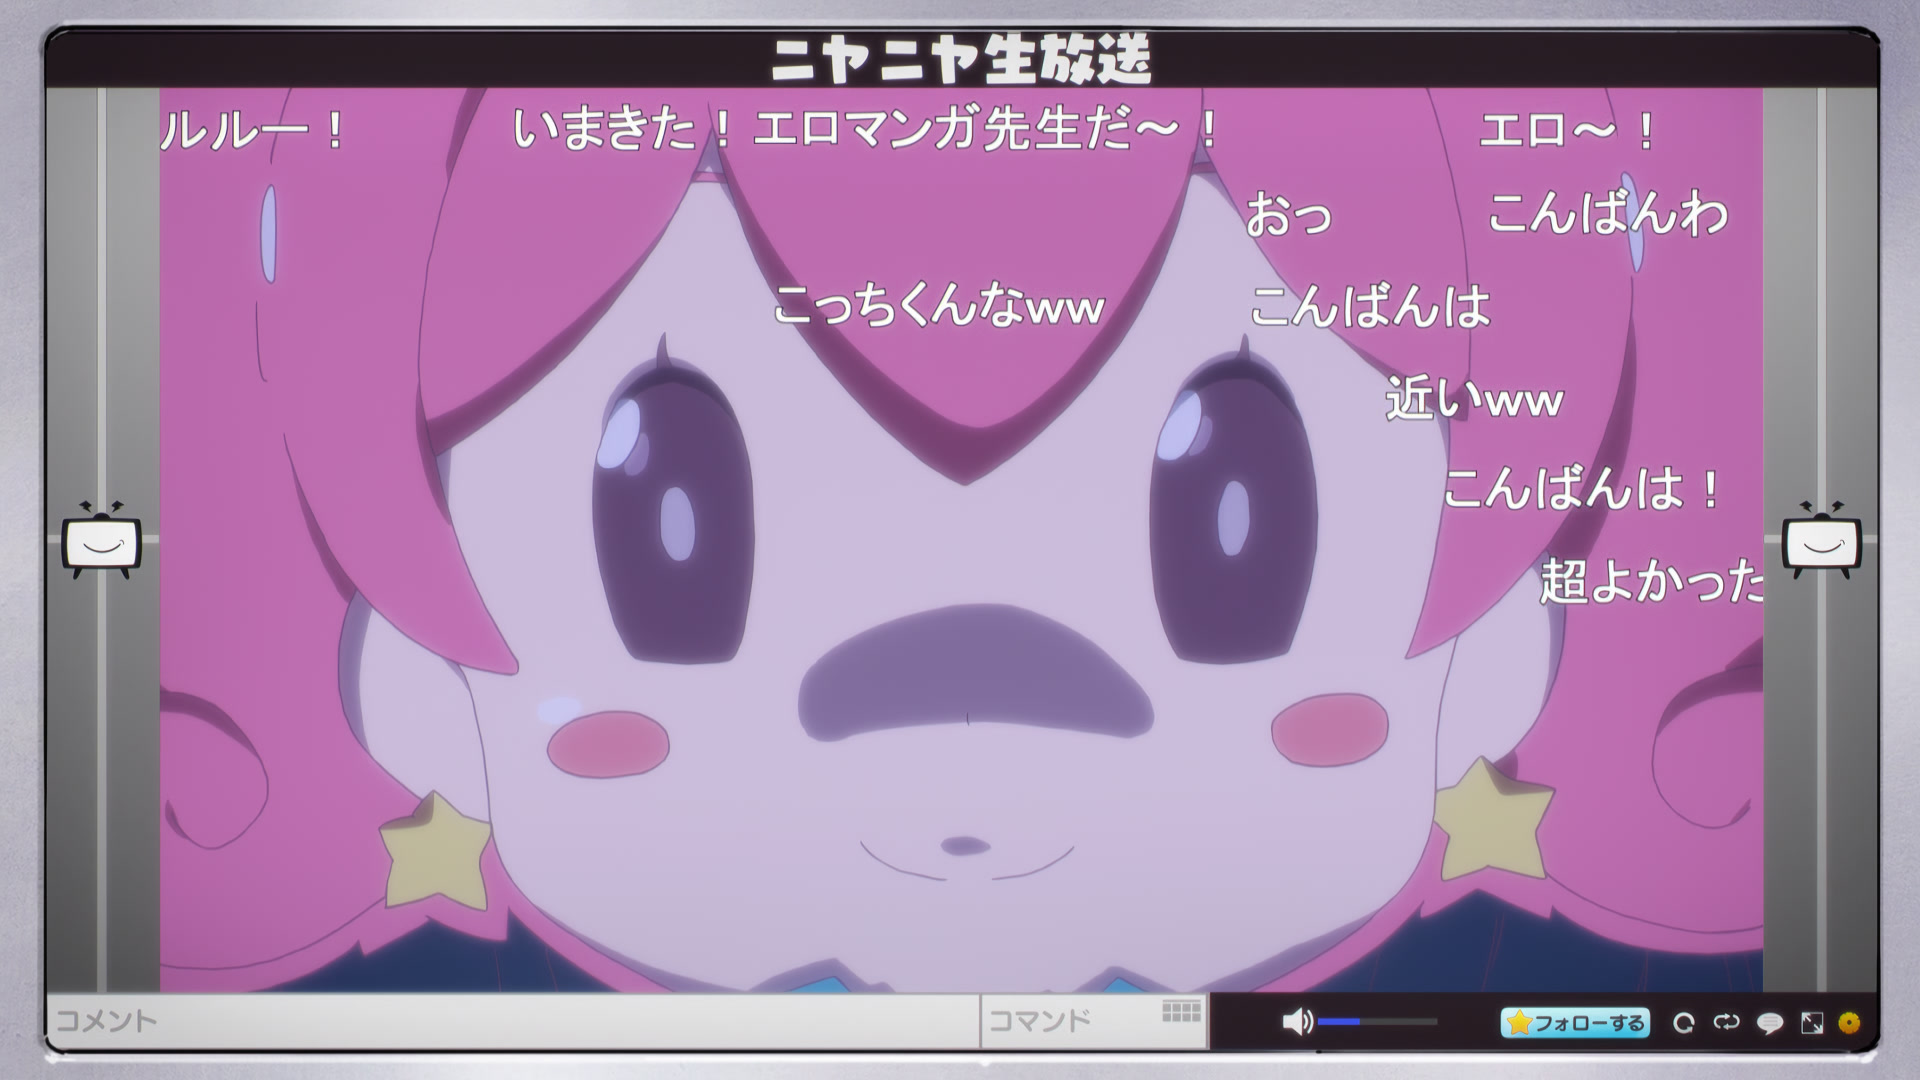 ニヤニヤ生放送
ルルー！
いまきた！
エロマンガ先生だ～！
エロ～！
おっ
こんばんわ
こっちくんなww
こんばんは
近いww
こんばんは！
超よかった
コメント
コマンド
フォローする